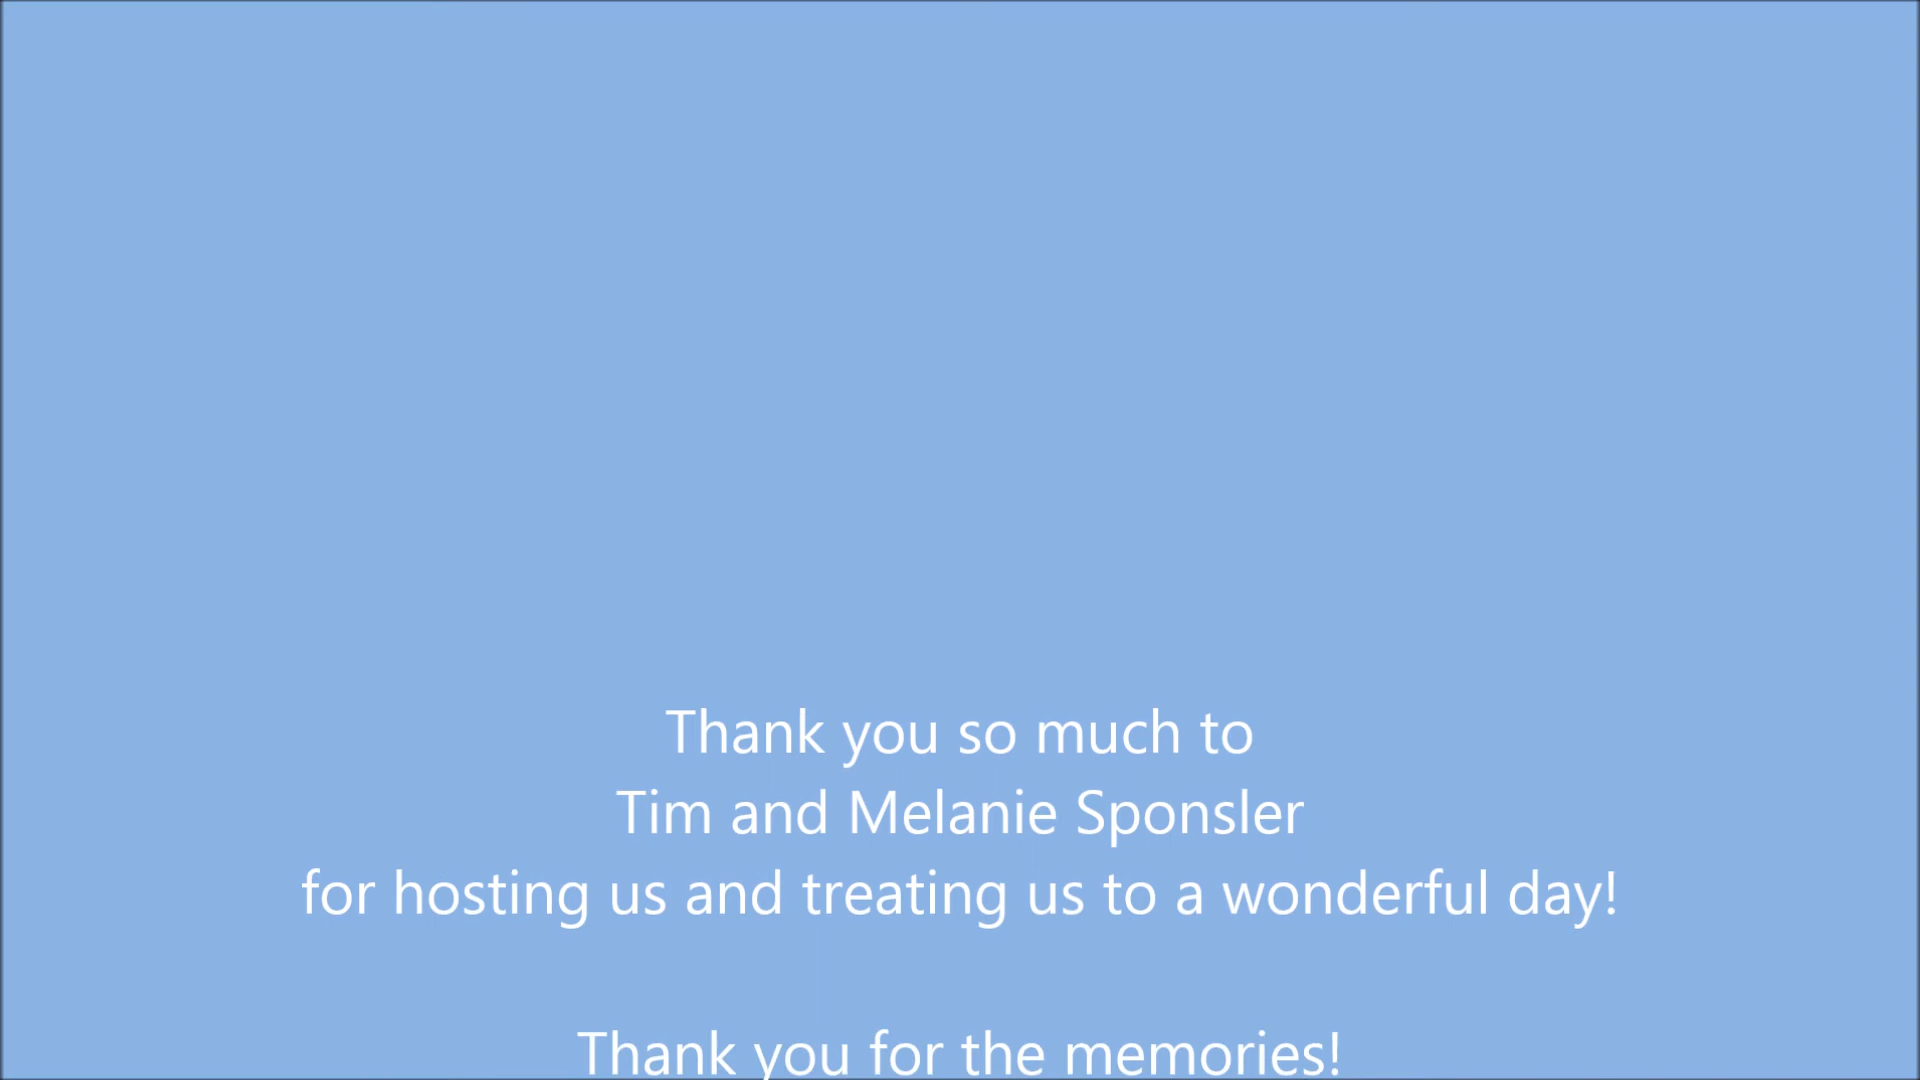 Thank you so much to
Tim and Melanie Sponsler
for hosting us and treating us to a wonderful day!
Thank you for the memories!